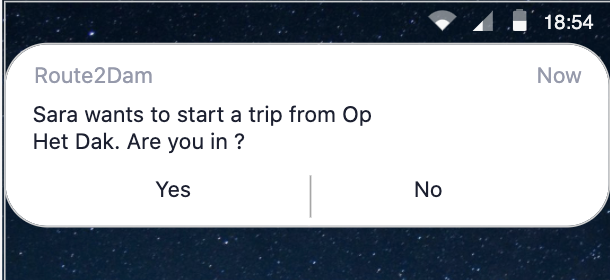 18:54
Route2Dam Now
Sara wants to start a trip from Op
Het Dak. Are you in ?
Yes No